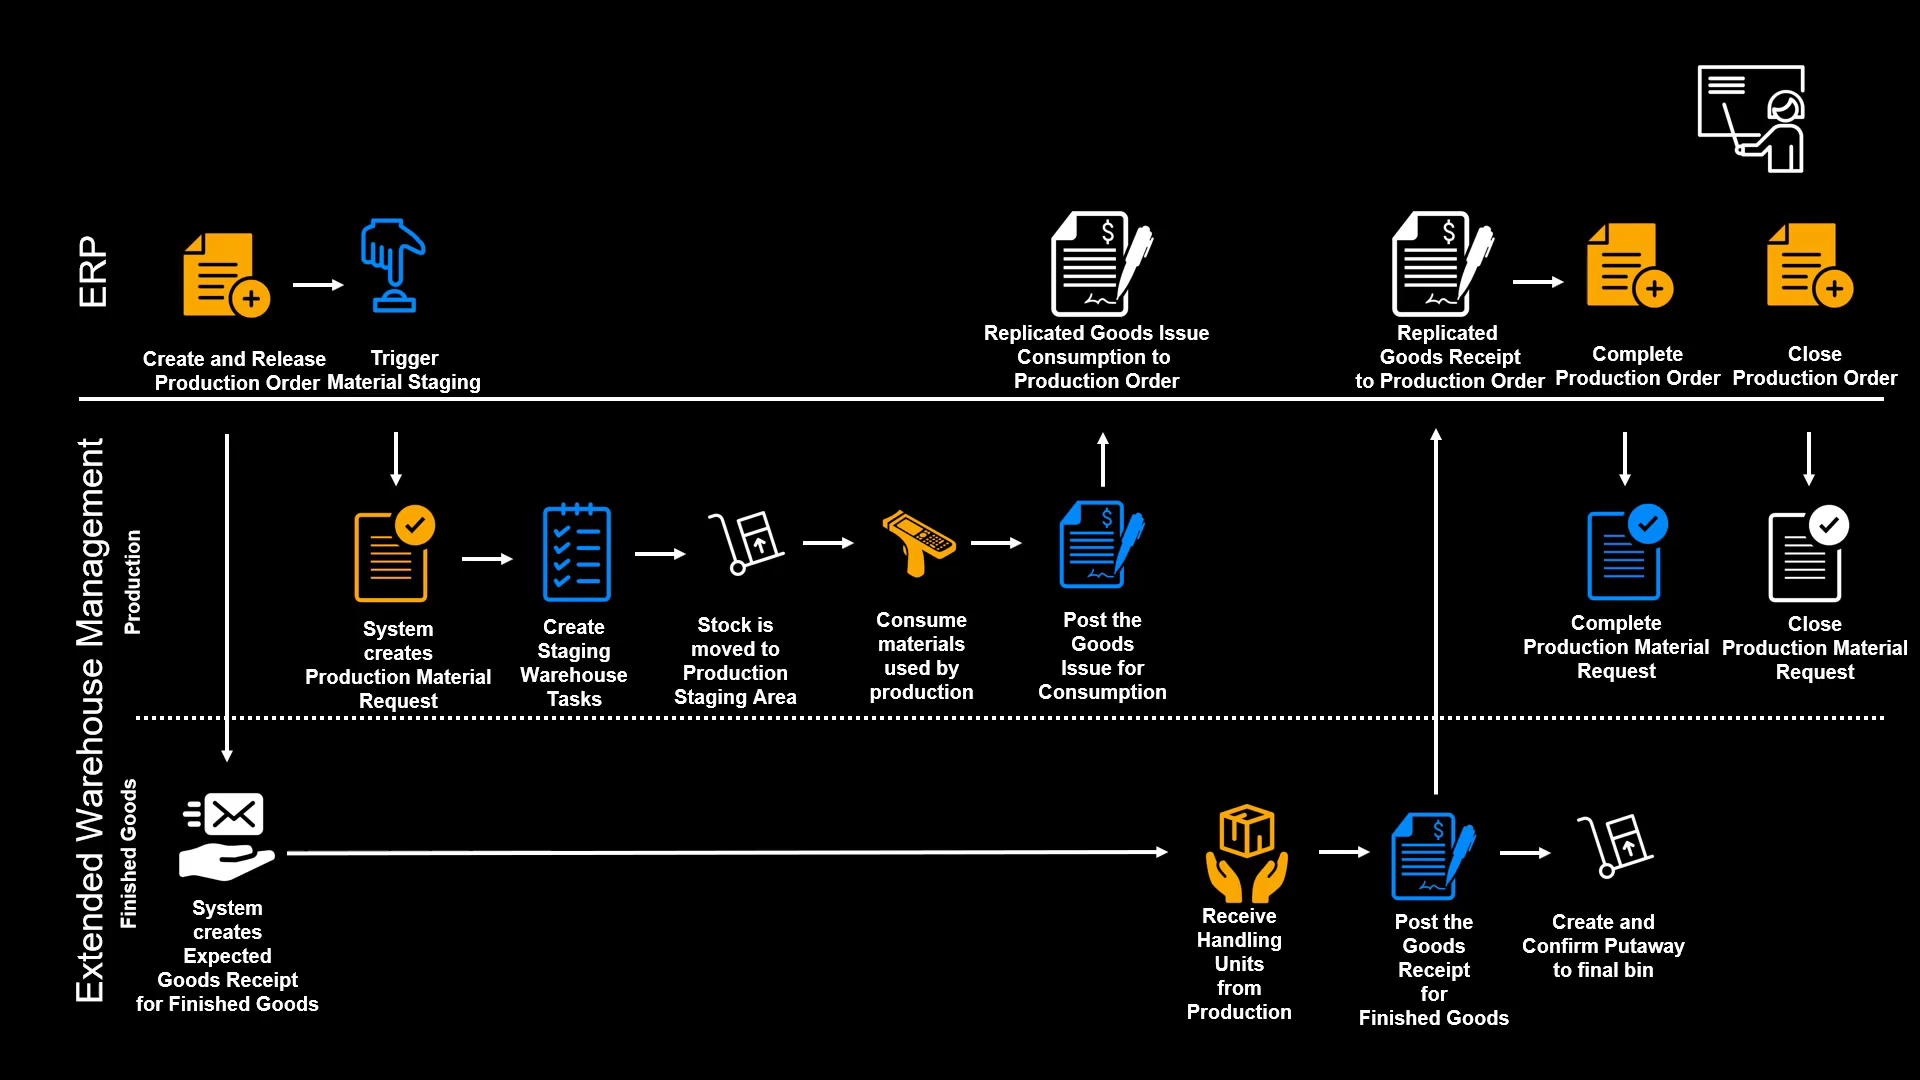 ERP
Create and Release
Production Order
Trigger
Material Staging
$
Replicated Goods Issue
Consumption to
Production Order
$
Replicated
Goods Receipt
to Production Order
Complete
Production Order
Close
Production Order
Extended Warehouse Management
Production
System
creates
Production Material
Request
Create
Staging
Warehouse
Tasks
Stock is
moved to
Production
Staging Area
Consume
materials
used by
production
$
Post the
Goods
Issue for
Consumption
Complete
Production Material
Request
Close
Production Material
Request
Finished Goods
System
creates
Expected
Goods Receipt
for Finished Goods
Receive
Handling
Units
from
Production
$
Post the
Goods
Receipt
for
Finished Goods
Create and
Confirm Putaway
to final bin